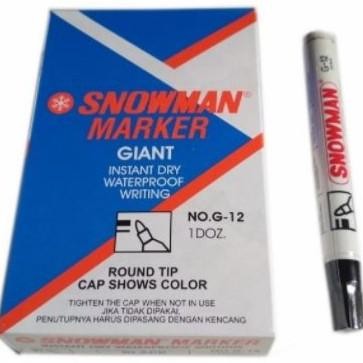 SNOWMAN®
MARKER
GIANT
INSTANT DRY
WATERPROOF
WRITING
NO.G-12
1DOZ.
ROUND TIP
CAP SHOWS COLOR
TIGHTEN THE CAP WHEN NOT IN USE
JIKA TIDAK DIPAKAI,
PENUTUPNYA HARUS DIPASANG DENGAN KENCANG
SNOWMAN
G-12